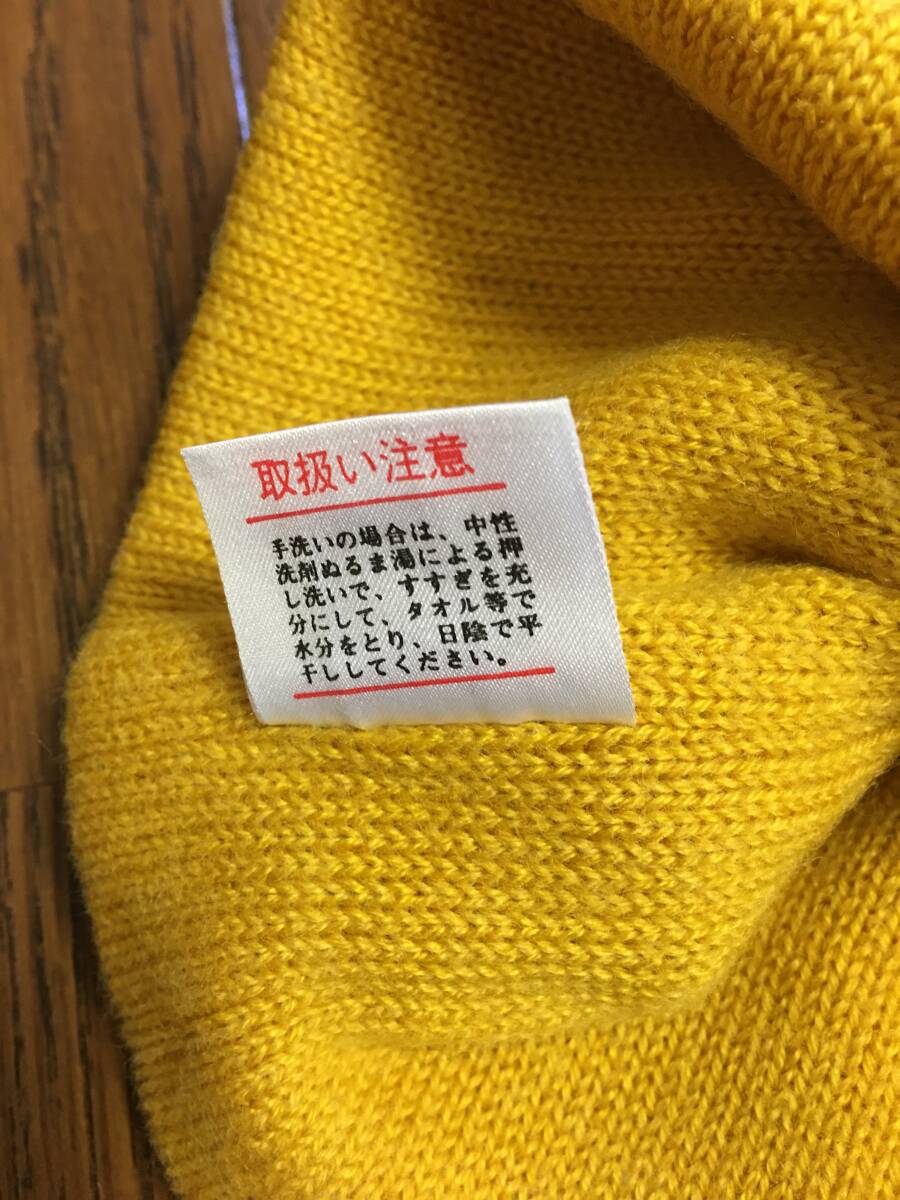 取扱い注意
手洗いの場合は、中性
洗剤ぬるま湯による押
し洗いで、すすぎを充
分にして、タオル等で
水分をとり、日陰で平
干ししてください。